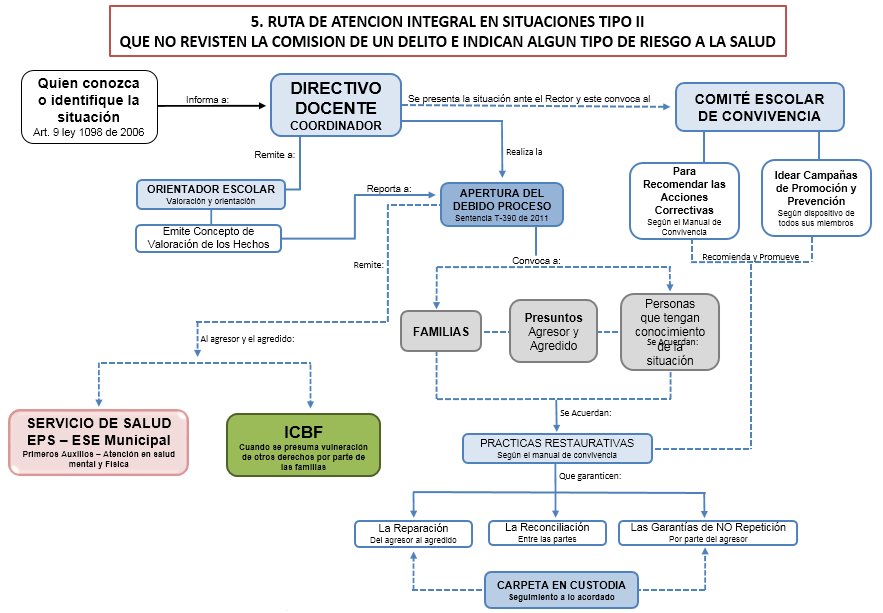 5. RUTA DE ATENCION INTEGRAL EN SITUACIONES TIPO II
QUE NO REVISTEN LA COMISION DE UN DELITO E INDICAN ALGUN TIPO DE RIESGO A LA SALUD
Quien conozca
o identifique la
situación
Art. 9 ley 1098 de 2006
Informa a:
DIRECTIVO
DOCENTE
COORDINADOR
Se presenta la situación ante el Rector y este convoca al
COMITÉ ESCOLAR
DE CONVIVENCIA
Remite a:
Realiza la
ORIENTADOR ESCOLAR
Valoración y orientación
Emite Concepto de
Valoración de los Hechos
Reporta a:
APERTURA DEL
DEBIDO PROCESO
Sentencia T-390 de 2011
Para
Recomendar las
Acciones
Correctivas
Según el Manual de
Convivencia
Idear Campañas
de Promoción y
Prevención
Según dispositivo de
todos sus miembros
Recomienda y Promueve
Remite:
Convoca a:
FAMILIAS
Presuntos
Agresor y
Agredido
Personas
que tengan
conocimiento
de la
situación
Se Acuerdan:
Al agresor y el agredido:
SERVICIO DE SALUD
EPS – ESE Municipal
Primeros Auxilios – Atención en salud
mental y Física
ICBF
Cuando se presuma vulneración
de otros derechos por parte
de las familias
Se Acuerdan:
PRACTICAS RESTAURATIVAS
Según el manual de convivencia
Que garanticen:
La Reparación
Del agresor al agredido
La Reconciliación
Entre las partes
Las Garantías de NO Repetición
Por parte del agresor
CARPETA EN CUSTODIA
Seguimiento a lo acordado